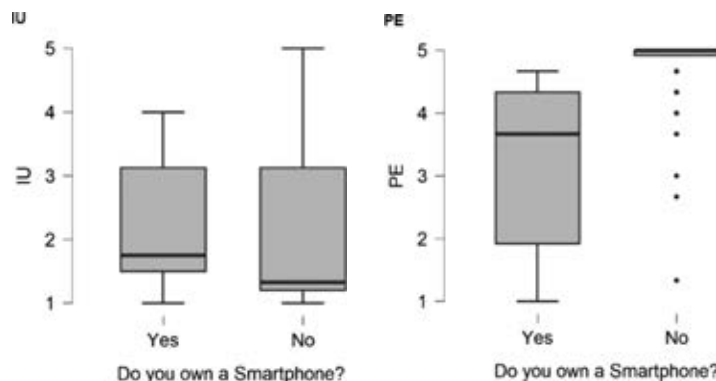 IU
5
4
3
2
1
IU
Yes
No
Do you own a Smartphone?
PE
5
4
3
2
1
PE
Yes
No
Do you own a Smartphone?